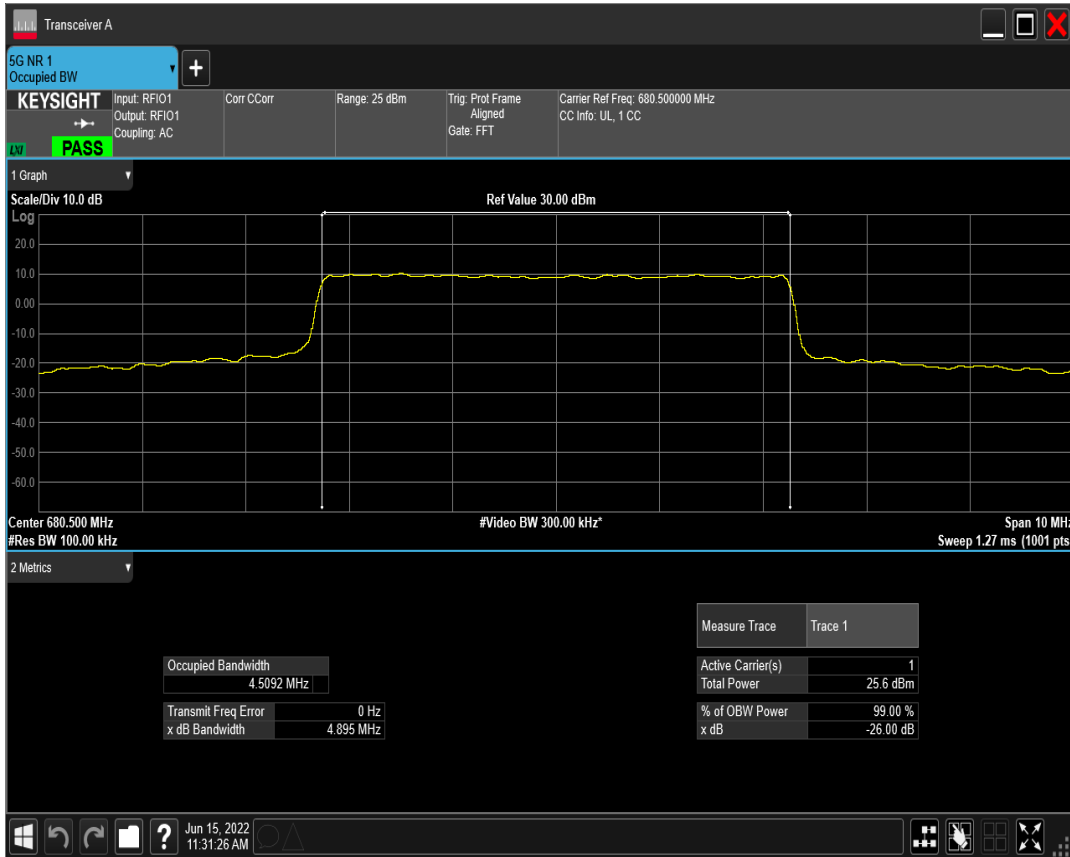 Transceiver A
5G NR 1
Occupied BW
KEYSIGHT
LXI
PASS
Input: RFIO1
Output: RFIO1
Coupling: AC
Corr CCorr
Range: 25 dBm
Trig: Prot Frame
Aligned
Gate: FFT
Carrier Ref Freq: 680.500000 MHz
CC Info: UL, 1 CC
1 Graph
Scale/Div 10.0 dB
Ref Value 30.00 dBm
Log
20.0
10.0
0.00
-10.0
-20.0
-30.0
-40.0
-50.0
-60.0
Center 680.500 MHz
#Video BW 300.00 kHz*
Span 10 MHz
#Res BW 100.00 kHz
Sweep 1.27 ms (1001 pts
2 Metrics
Measure Trace Trace 1
Occupied Bandwidth
4.5092 MHz
Active Carrier(s) 1
Total Power 25.6 dBm
Transmit Freq Error 0 Hz
x dB Bandwidth 4.895 MHz
% of OBW Power 99.00 %
x dB -26.00 dB
?
Jun 15, 2022
11:31:26 AM